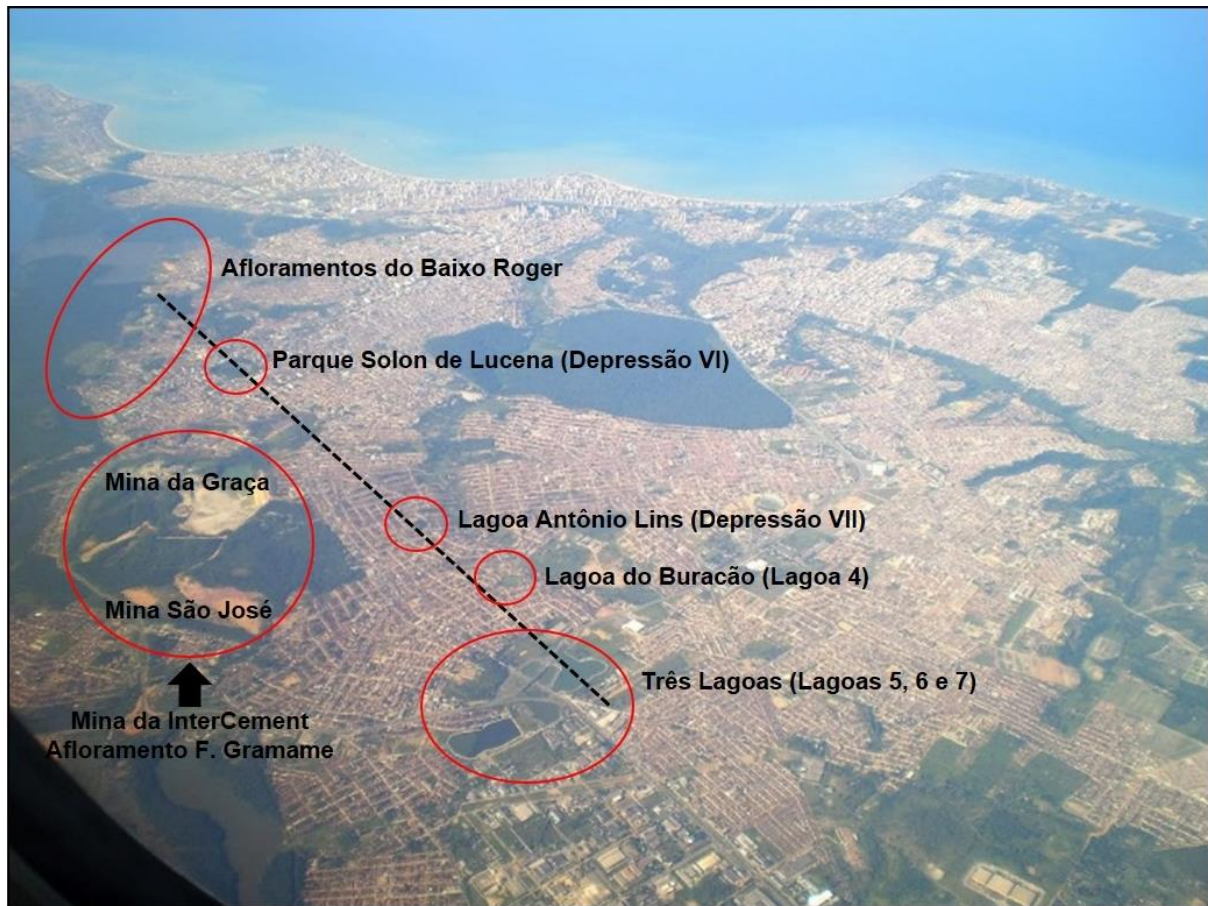 Afloramentos do Baixo Roger
Parque Solon de Lucena (Depressão VI)
Mina da Graça
Lagoa Antônio Lins (Depressão VII)
Lagoa do Buracão (Lagoa 4)
Mina São José
Três Lagoas (Lagoas 5, 6 e 7)
Mina da InterCement
Afloramento F. Gramame